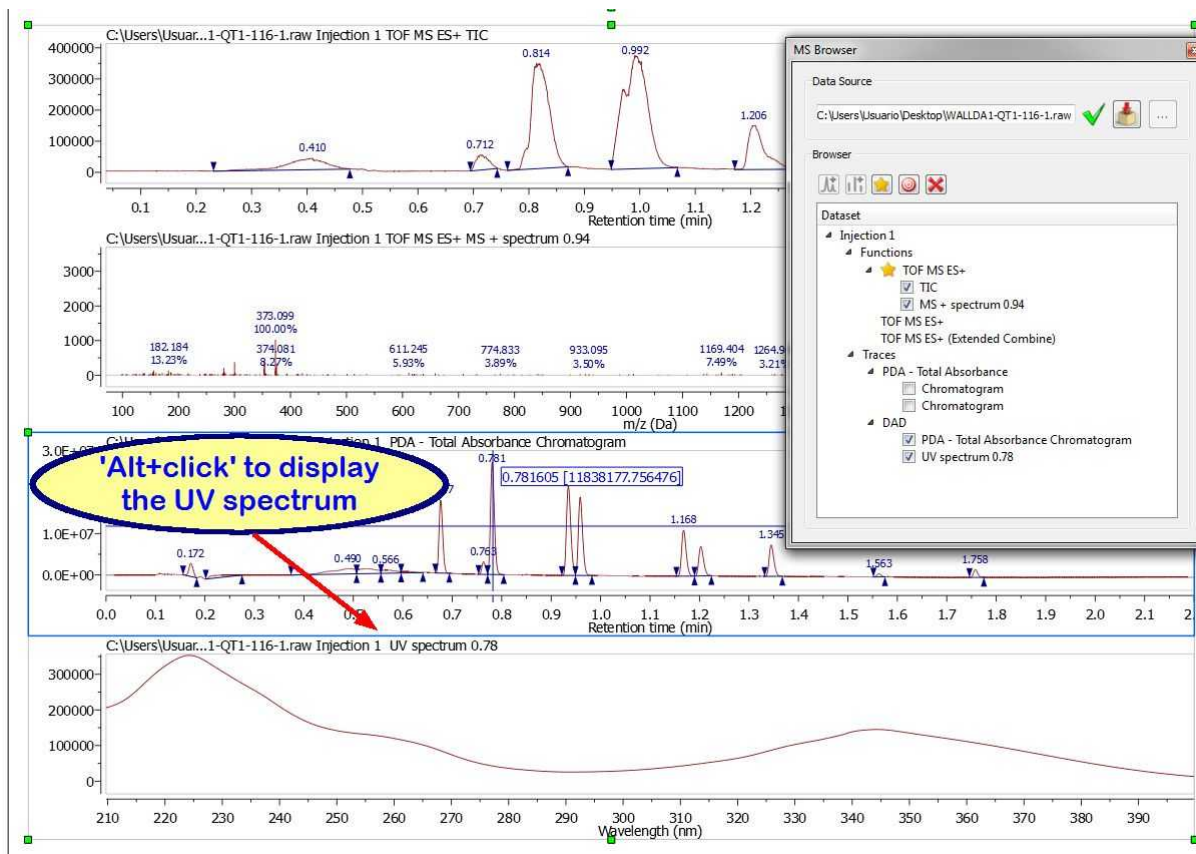 C:\Users\Usuar...1-QT1-116-1.raw Injection 1 TOF MS ES+ TIC
400000
300000
200000
100000
0
0.410
0.712
0.814
0.992
1.206
0.1 0.2 0.3 0.4 0.5 0.6 0.7 0.8 0.9 1.0 1.1 1.2
Retention time (min)
C:\Users\Usuar...1-QT1-116-1.raw Injection 1 TOF MS ES+ MS + spectrum 0.94
3000
2000
1000
0
182.184
13.23%
373.099
100.00%
374.081
8.27%
611.245
5.93%
774.833
3.89%
933.095
3.50%
1169.404
7.49%
3.21%
100 200 300 400 500 600 700 800 900 1000 1100 1200
m/z (Da)
PDA - Total Absorbance Chromatogram
'Alt+click' to display
the UV spectrum
1.0E+07
0.0E+00
0.172
0.490
0.566
0.763
0.781
0.781605 [11838177.756476]
1.168
1.345
1.563
1.758
0.0 0.1 0.2 0.3 0.4 0.6 0.7 0.8 0.9 1.0 1.1 1.2 1.3 1.4 1.5 1.6 1.7 1.8 1.9 2.0 2.1
Retention time (min)
C:\Users\Usuar...1-QT1-116-1.raw Injection 1 UV spectrum 0.78
300000
200000
100000
0
210 220 230 240 250 260 270 280 290 300 310 320 330 340 350 360 370 380 390
Wavelength (nm)
MS Browser
Data Source
C:\Users\Usuario\Desktop\WALLDA1-QT1-116-1.raw
...
Browser
Dataset
Injection 1
Functions
TOF MS ES+
TIC
MS + spectrum 0.94
TOF MS ES+
TOF MS ES+ (Extended Combine)
Traces
PDA - Total Absorbance
Chromatogram
Chromatogram
DAD
PDA - Total Absorbance Chromatogram
UV spectrum 0.78